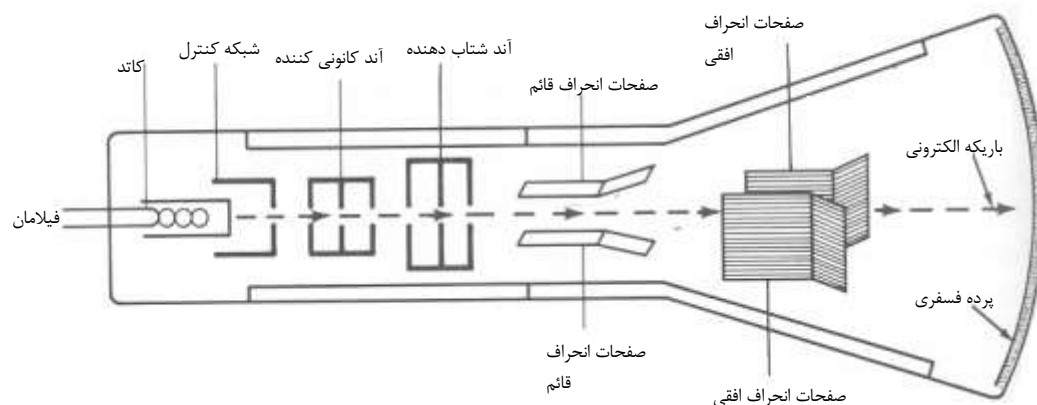 صفحات انحراف
افقی
آند شتاب دهنده
شبکه کنترل
آند کانونی کننده
کاتد
صفحات انحراف قائم
باریکه الکترونی
فیلامان
پرده فسفری
صفحات انحراف
قائم
صفحات انحراف افقی